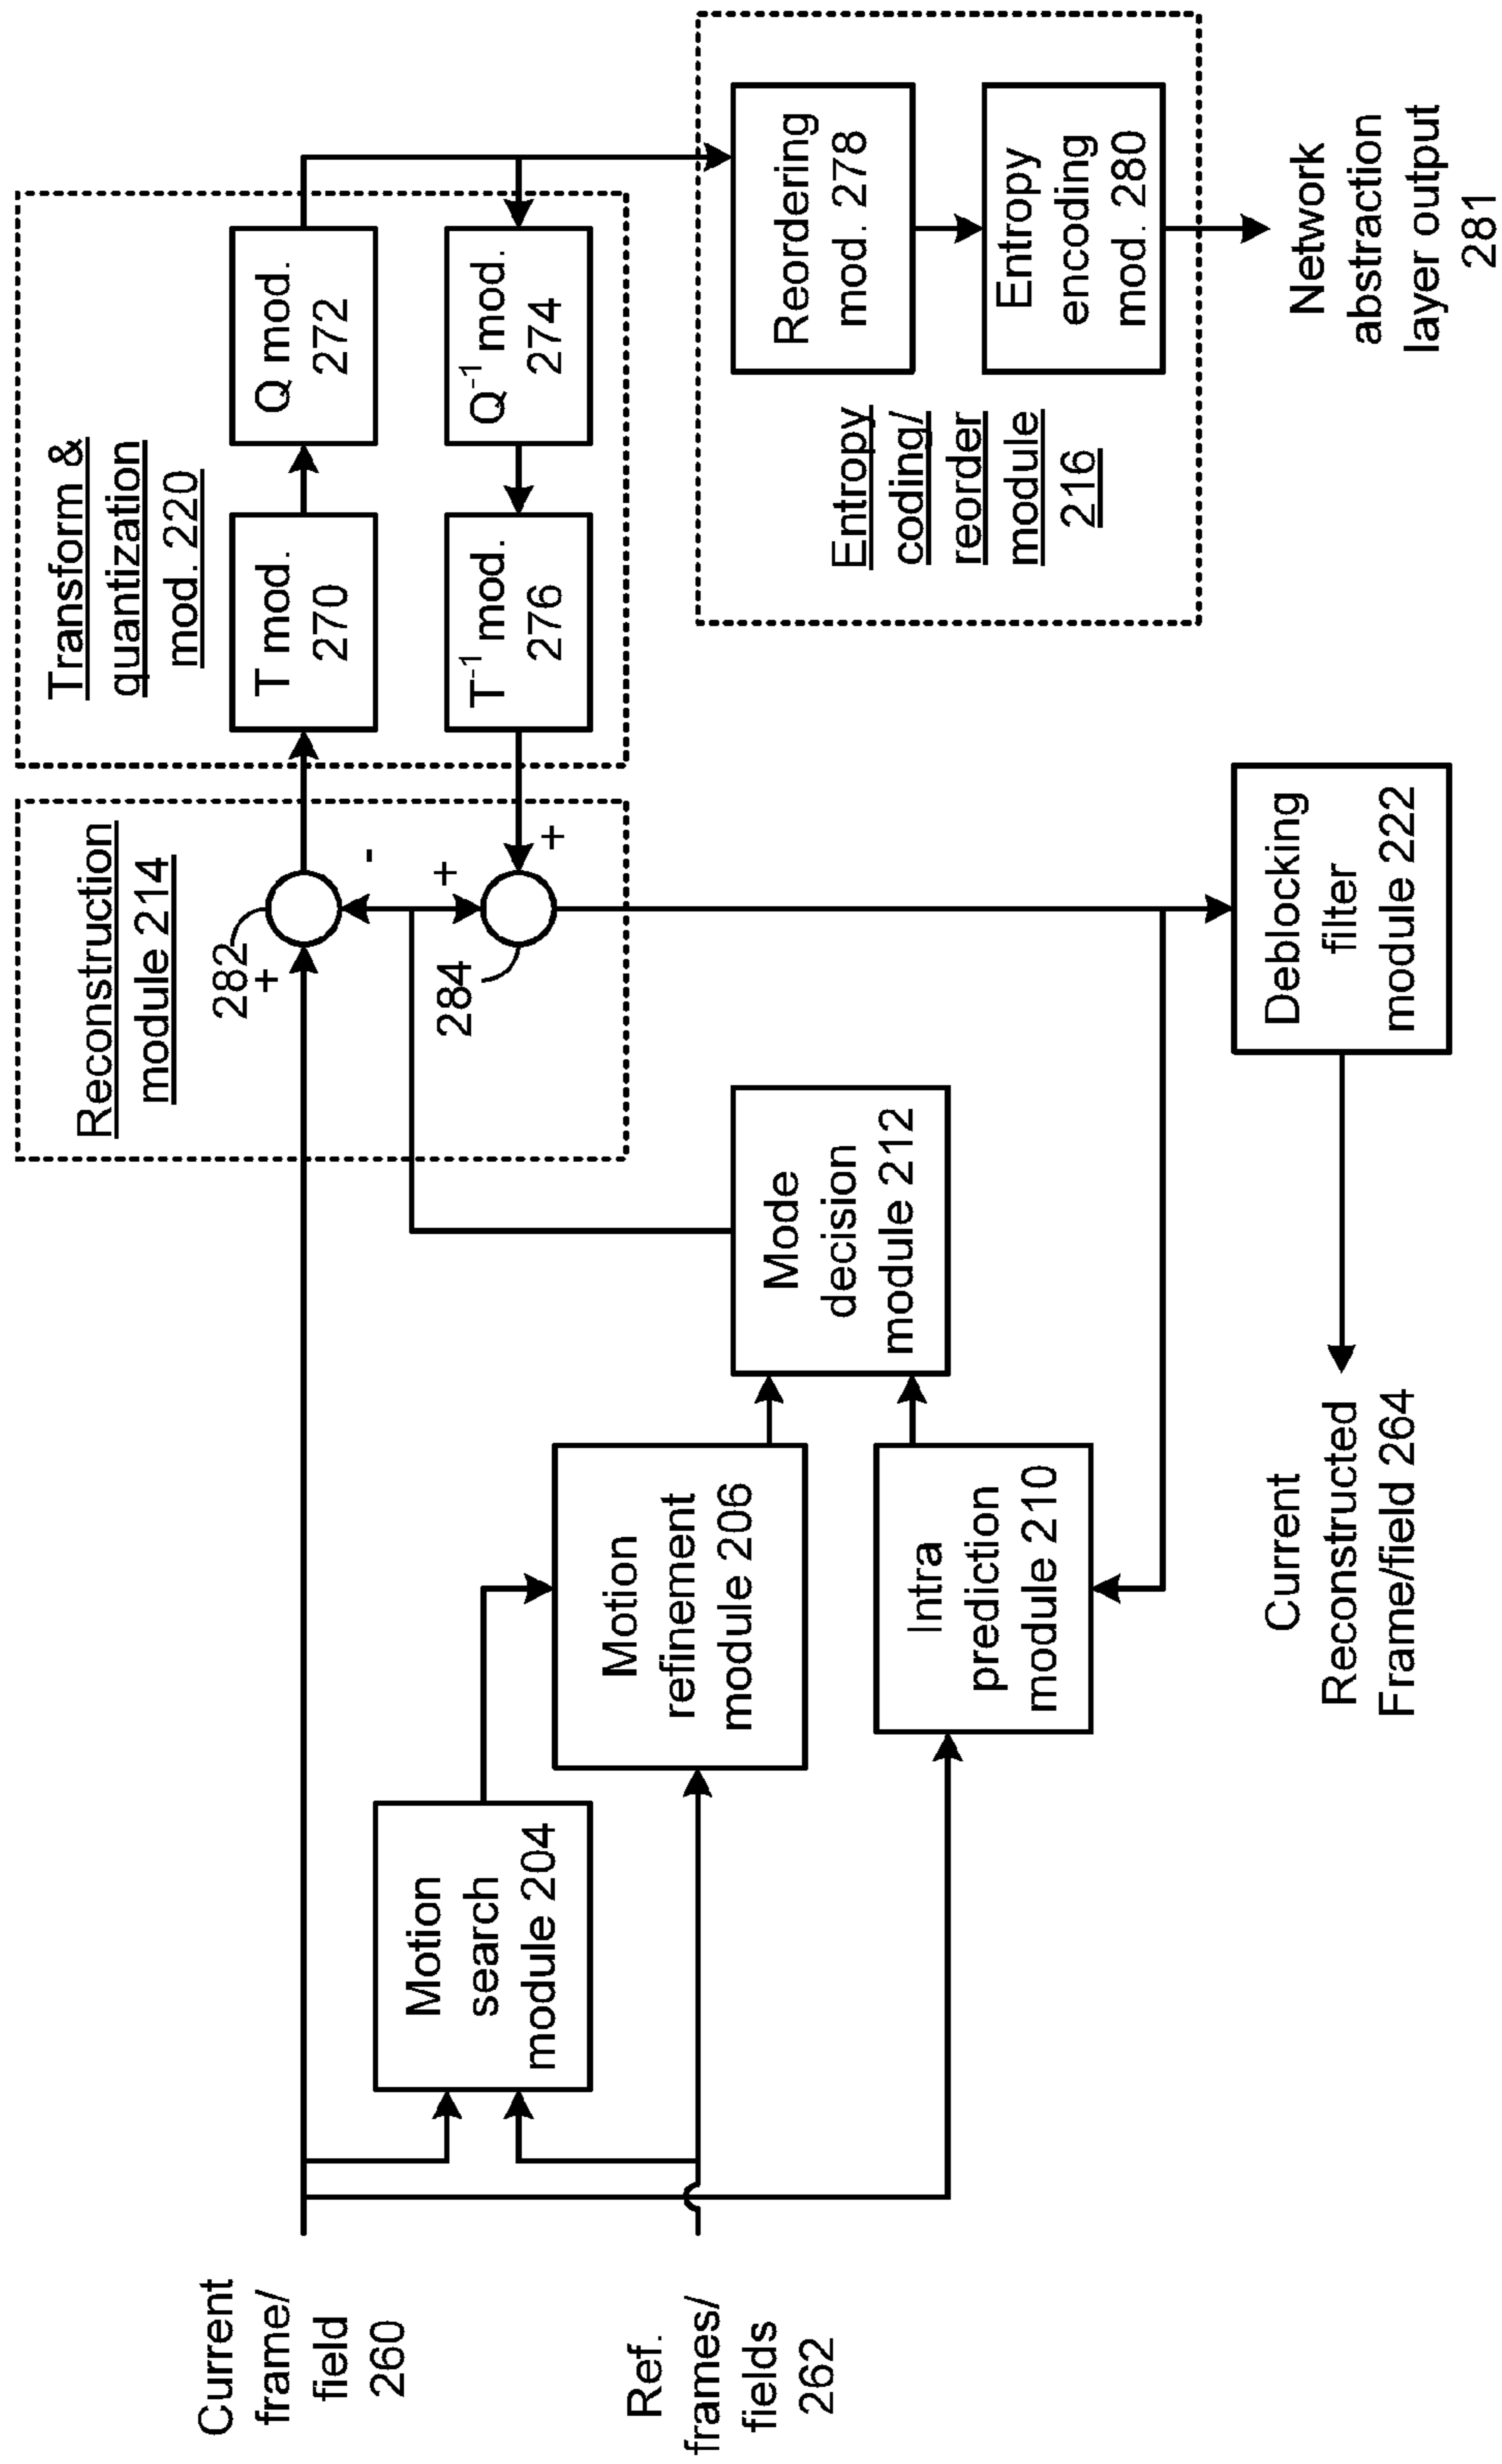 Current
frame/
field
260
Ref.
frames/
fields
262
Motion
search
module 204
Motion
refinement
module 206
Intra
prediction
module 210
Mode
decision
module 212
Reconstruction
module 214
282
+
-
284
+
+
Transform &
quantization
mod. 220
T mod.
270
Q mod.
272
T⁻¹ mod.
276
Q⁻¹ mod.
274
Entropy
coding/
reorder
module
216
Reordering
mod. 278
Entropy
encoding
mod. 280
Deblocking
filter
module 222
Current
Reconstructed
Frame/field 264
Network
abstraction
layer output
281